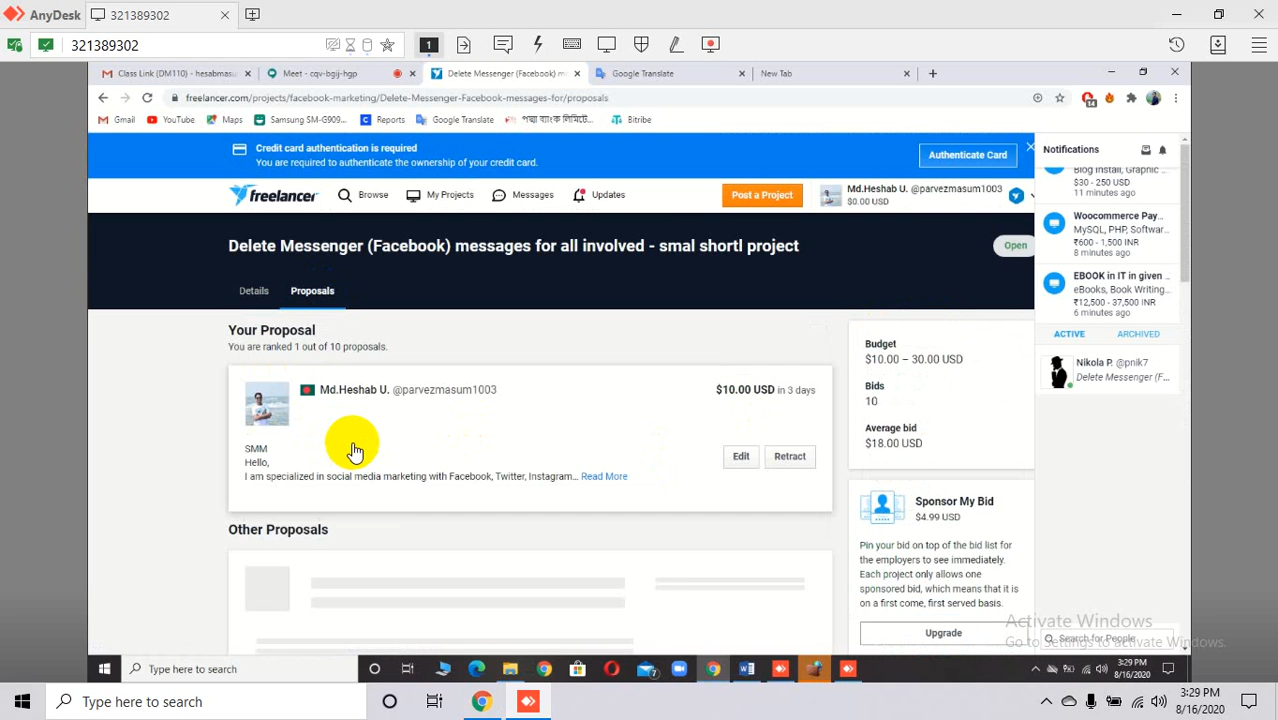 AnyDesk
321389302
321389302
1
Class Link (DM110) - hesabmas
Meet - cqv-bgij-hgp
Delete Messenger (Facebook) m
Google Translate
New Tab
freelancer.com/projects/facebook-marketing/Delete-Messenger-Facebook-messages-for/proposals
Gmail
YouTube
Maps
Samsung SM-G909...
Reports
Google Translate
পদ্মা ব্যাংক লিমিটে...
Bitribe
Credit card authentication is required
You are required to authenticate the ownership of your credit card.
Authenticate Card
freelancer
Browse
My Projects
Messages
Updates
Post a Project
Md.Heshab U. @parvezmasum1003
$0.00 USD
Delete Messenger (Facebook) messages for all involved - smal shortl project
Open
Details
Proposals
Your Proposal
You are ranked 1 out of 10 proposals.
Md.Heshab U. @parvezmasum1003
$10.00 USD in 3 days
SMM
Hello,
I am specialized in social media marketing with Facebook, Twitter, Instagram... Read More
Edit
Retract
Other Proposals
Budget
$10.00 – 30.00 USD
Bids
10
Average bid
$18.00 USD
Sponsor My Bid
$4.99 USD
Pin your bid on top of the bid list for
the employers to see immediately.
Each project only allows one
sponsored bid, which means that it is
on a first come, first served basis.
Upgrade
Notifications
Blog Install, Graphic
$30 - 250 USD
11 minutes ago
Woocommerce Pay...
MySQL, PHP, Softwar...
₹600 - 1,500 INR
8 minutes ago
EBOOK in IT in given ...
eBooks, Book Writing...
₹12,500 - 37,500 INR
6 minutes ago
ACTIVE
ARCHIVED
Nikola P. @pnik7
Delete Messenger (F...
Search for People
Activate Windows
Go to Settings to activate Windows.
Type here to search
3:29 PM
8/16/2020
Type here to search
3:29 PM
8/16/2020